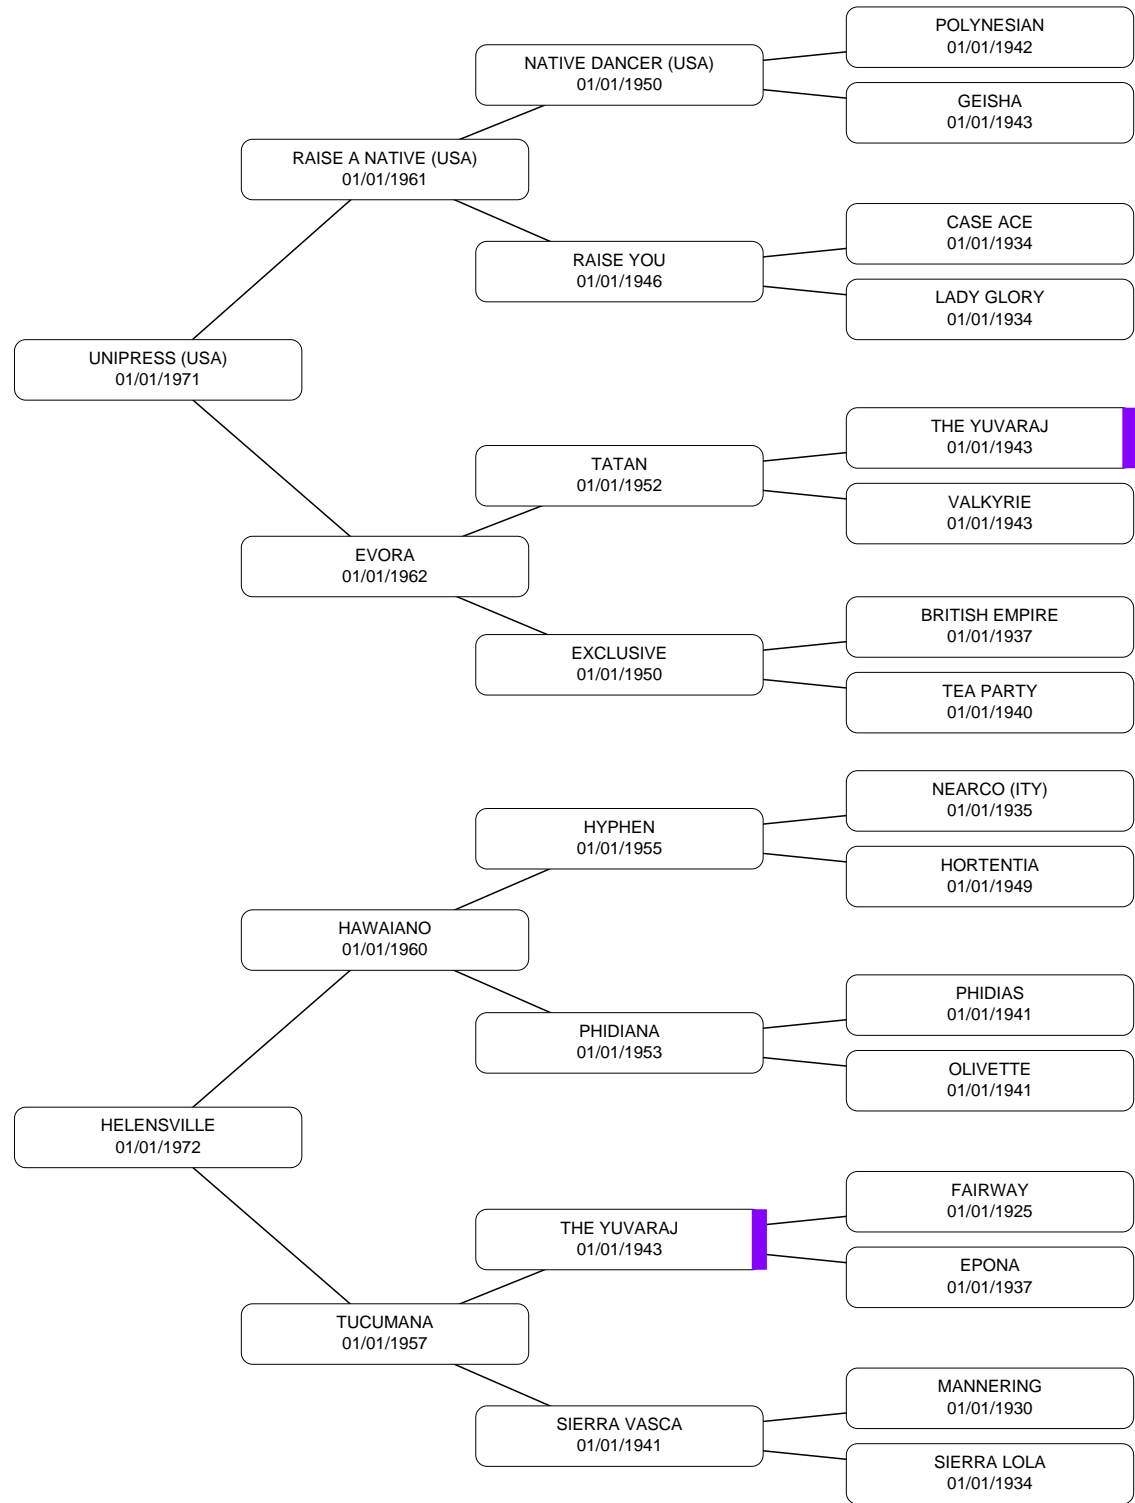 POLYNESIAN
01/01/1942
NATIVE DANCER (USA)
01/01/1950
GEISHA
01/01/1943
RAISE A NATIVE (USA)
01/01/1961
CASE ACE
01/01/1934
RAISE YOU
01/01/1946
LADY GLORY
01/01/1934
UNIPRESS (USA)
01/01/1971
THE YUVARAJ
01/01/1943
TATAN
01/01/1952
VALKYRIE
01/01/1943
EVORA
01/01/1962
BRITISH EMPIRE
01/01/1937
EXCLUSIVE
01/01/1950
TEA PARTY
01/01/1940
NEARCO (ITY)
01/01/1935
HYPHEN
01/01/1955
HORTENTIA
01/01/1949
HAWAIANO
01/01/1960
PHIDIAS
01/01/1941
PHIDIANA
01/01/1953
OLIVETTE
01/01/1941
HELENSVILLE
01/01/1972
FAIRWAY
01/01/1925
THE YUVARAJ
01/01/1943
EPONA
01/01/1937
TUCUMANA
01/01/1957
MANNERING
01/01/1930
SIERRA VASCA
01/01/1941
SIERRA LOLA
01/01/1934